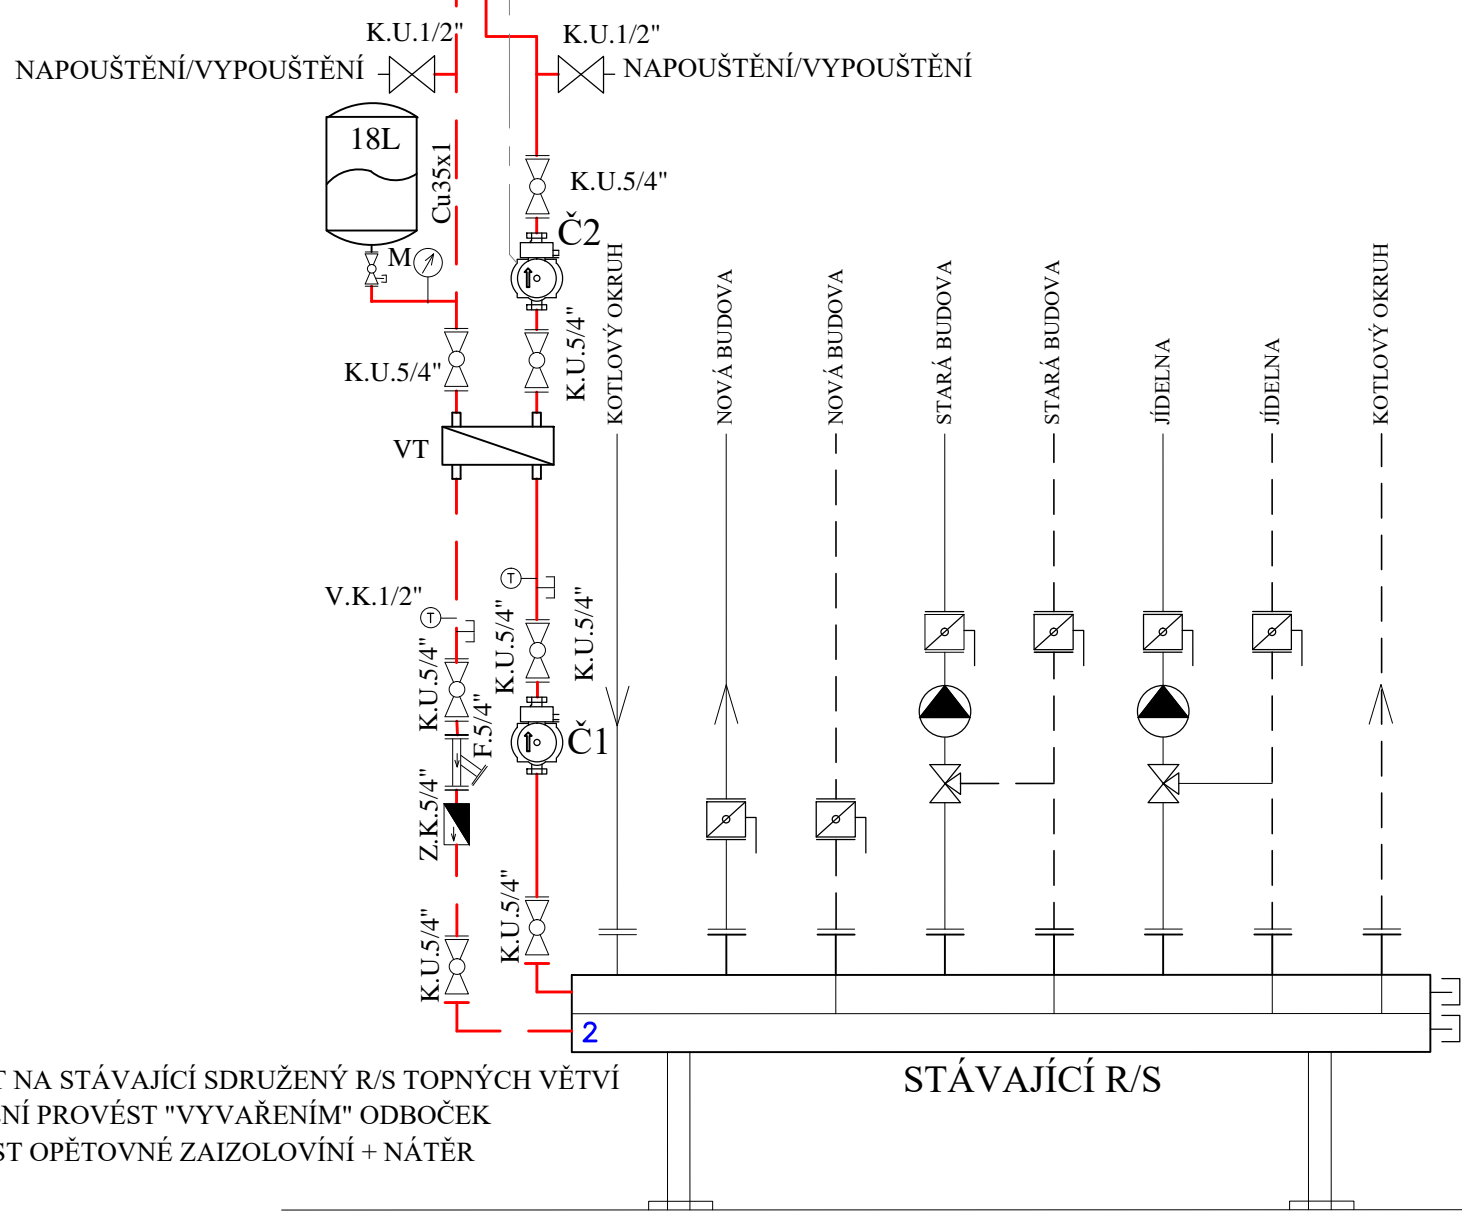 K.U.1/2"
K.U.1/2"
NAPOUŠTĚNÍ/VYPOUŠTĚNÍ
NAPOUŠTĚNÍ/VYPOUŠTĚNÍ
18L
Cu35x1
K.U.5/4"
Č2
M
K.U.5/4"
K.U.5/4"
VT
KOTLOVÝ OKRUH
NOVÁ BUDOVA
NOVÁ BUDOVA
STARÁ BUDOVA
STARÁ BUDOVA
JÍDELNA
JÍDELNA
KOTLOVÝ OKRUH
T
V.K.1/2"
T
K.U.5/4"
K.U.5/4"
K.U.5/4"
F.5/4"
Č1
Z.K.5/4"
K.U.5/4"
K.U.5/4"
2
STÁVAJÍCÍ R/S
T NA STÁVAJÍCÍ SDRUŽENÝ R/S TOPNÝCH VĚTVÍ
ENÍ PROVÉST "VYVAŘENÍM" ODBOČEK
ST OPĚTOVNÉ ZAIZOLOVÍNÍ + NÁTĚR